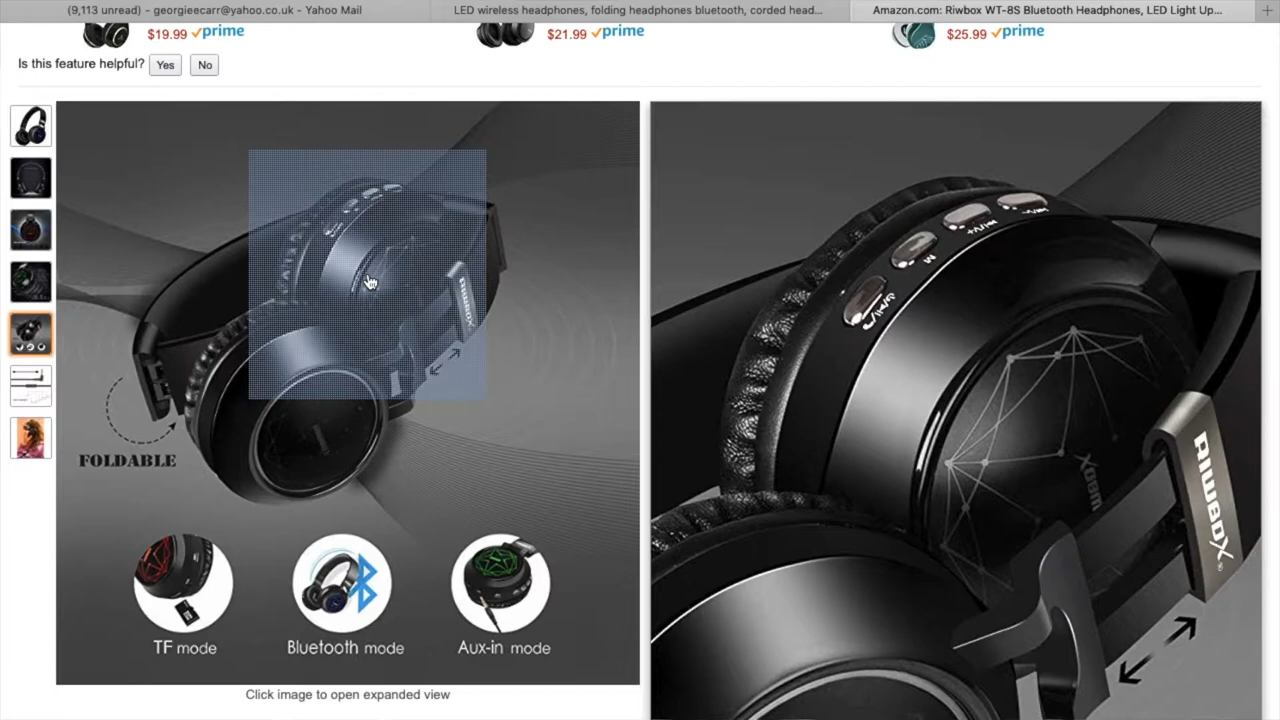 (9,113 unread) - georgieecarr@yahoo.co.uk - Yahoo Mail
LED wireless headphones, folding headphones bluetooth, corded head...
Amazon.com: Riwbox WT-8S Bluetooth Headphones, LED Light Up...
$19.99 prime
$21.99 prime
$25.99 prime
Is this feature helpful? Yes No
RIWBOX
FOLDABLE
TF mode
Bluetooth mode
Aux-in mode
Click image to open expanded view
M
RIWBOX®